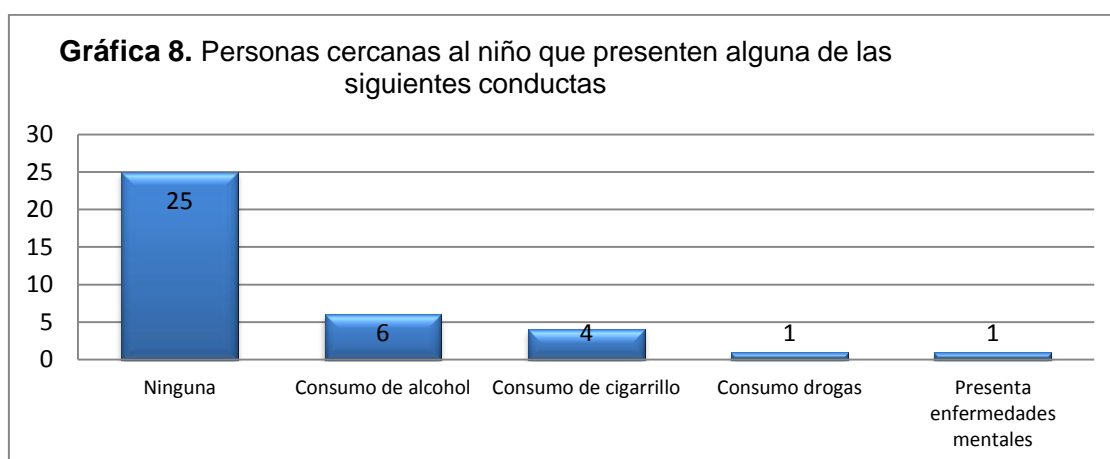 Gráfica 8. Personas cercanas al niño que presenten alguna de las
siguientes conductas
30
25
20
15
10
5
0
25
6
4
1
1
Ninguna
Consumo de alcohol
Consumo de cigarrillo
Consumo drogas
Presenta
enfermedades
mentales